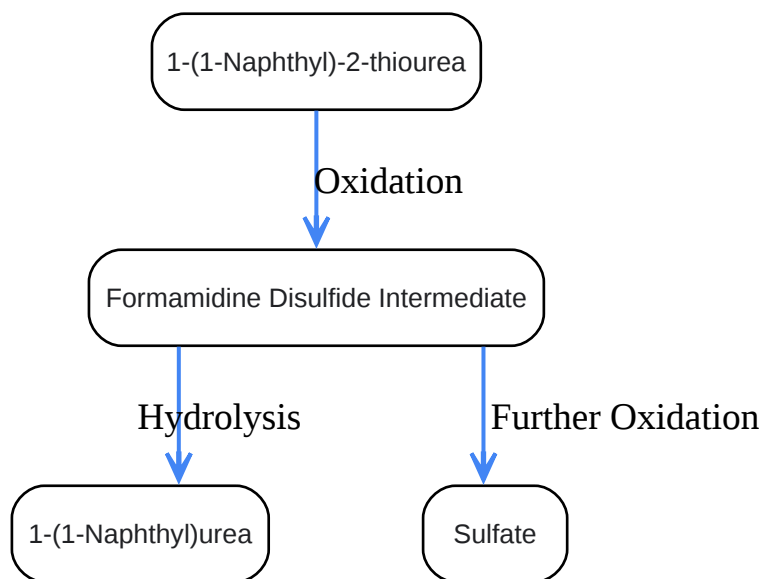 1-(1-Naphthyl)-2-thiourea
Oxidation
Formamidine Disulfide Intermediate
Hydrolysis
Further Oxidation
1-(1-Naphthyl)urea
Sulfate